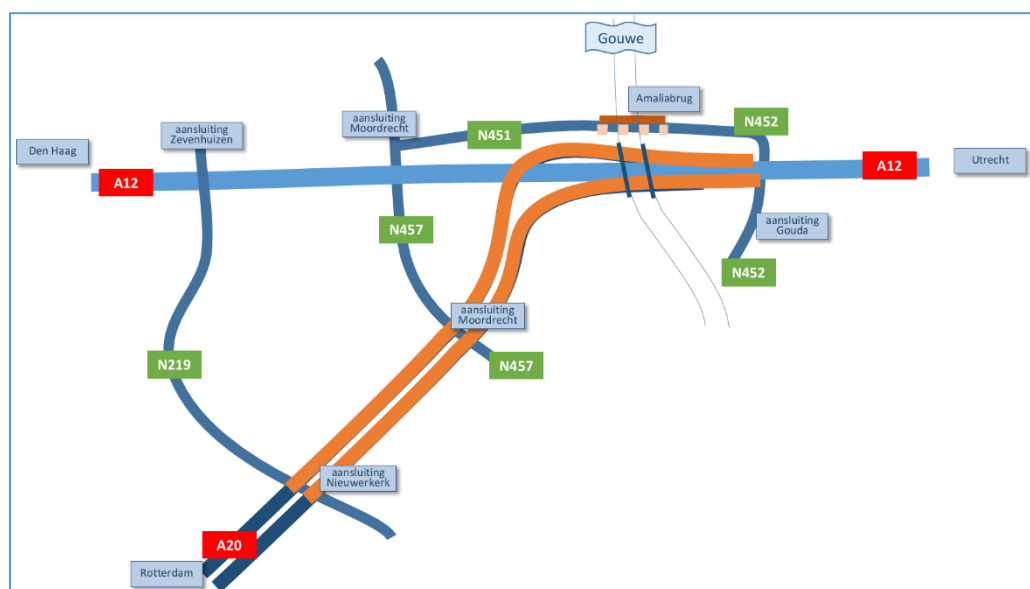 Gouwe
Amaliabrug
aansluiting
Moordrecht
aansluiting
Zevenhuizen
N451
N452
Den Haag
A12
A12
Utrecht
N457
aansluiting
Gouda
N452
aansluiting
Moordrecht
N219
N457
aansluiting
Nieuwerkerk
A20
Rotterdam